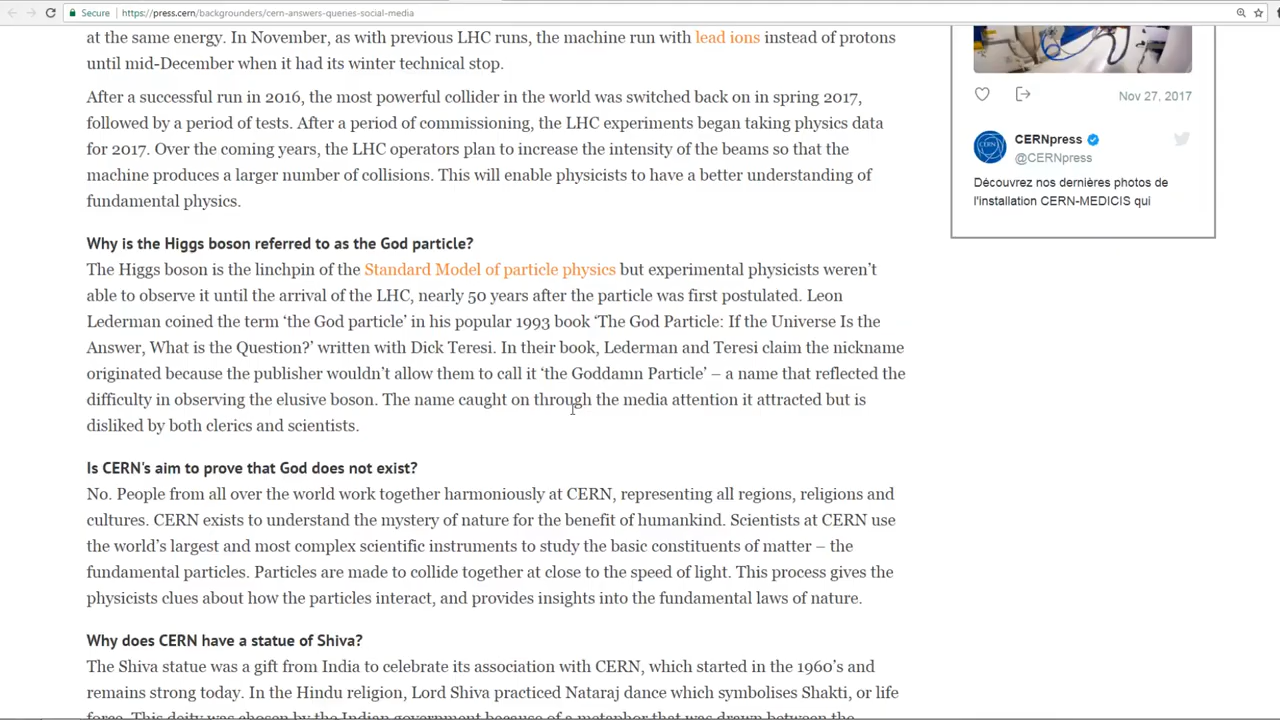 Secure
https://press.cern/backgrounders/cern-answers-queries-social-media
at the same energy. In November, as with previous LHC runs, the machine run with lead ions instead of protons
until mid-December when it had its winter technical stop.
After a successful run in 2016, the most powerful collider in the world was switched back on in spring 2017,
followed by a period of tests. After a period of commissioning, the LHC experiments began taking physics data
for 2017. Over the coming years, the LHC operators plan to increase the intensity of the beams so that the
machine produces a larger number of collisions. This will enable physicists to have a better understanding of
fundamental physics.
Why is the Higgs boson referred to as the God particle?
The Higgs boson is the linchpin of the Standard Model of particle physics but experimental physicists weren't
able to observe it until the arrival of the LHC, nearly 50 years after the particle was first postulated. Leon
Lederman coined the term ‘the God particle’ in his popular 1993 book ‘The God Particle: If the Universe Is the
Answer, What is the Question?’ written with Dick Teresi. In their book, Lederman and Teresi claim the nickname
originated because the publisher wouldn’t allow them to call it ‘the Goddamn Particle’ – a name that reflected the
difficulty in observing the elusive boson. The name caught on through the media attention it attracted but is
disliked by both clerics and scientists.
Is CERN's aim to prove that God does not exist?
No. People from all over the world work together harmoniously at CERN, representing all regions, religions and
cultures. CERN exists to understand the mystery of nature for the benefit of humankind. Scientists at CERN use
the world’s largest and most complex scientific instruments to study the basic constituents of matter – the
fundamental particles. Particles are made to collide together at close to the speed of light. This process gives the
physicists clues about how the particles interact, and provides insights into the fundamental laws of nature.
Why does CERN have a statue of Shiva?
The Shiva statue was a gift from India to celebrate its association with CERN, which started in the 1960’s and
remains strong today. In the Hindu religion, Lord Shiva practiced Nataraj dance which symbolises Shakti, or life
force. This deity was chosen by the Indian government because of a metaphor that was drawn between the
Nov 27, 2017
CERN
CERNpress
@CERNpress
Découvrez nos dernières photos de
l'installation CERN-MEDICIS qui